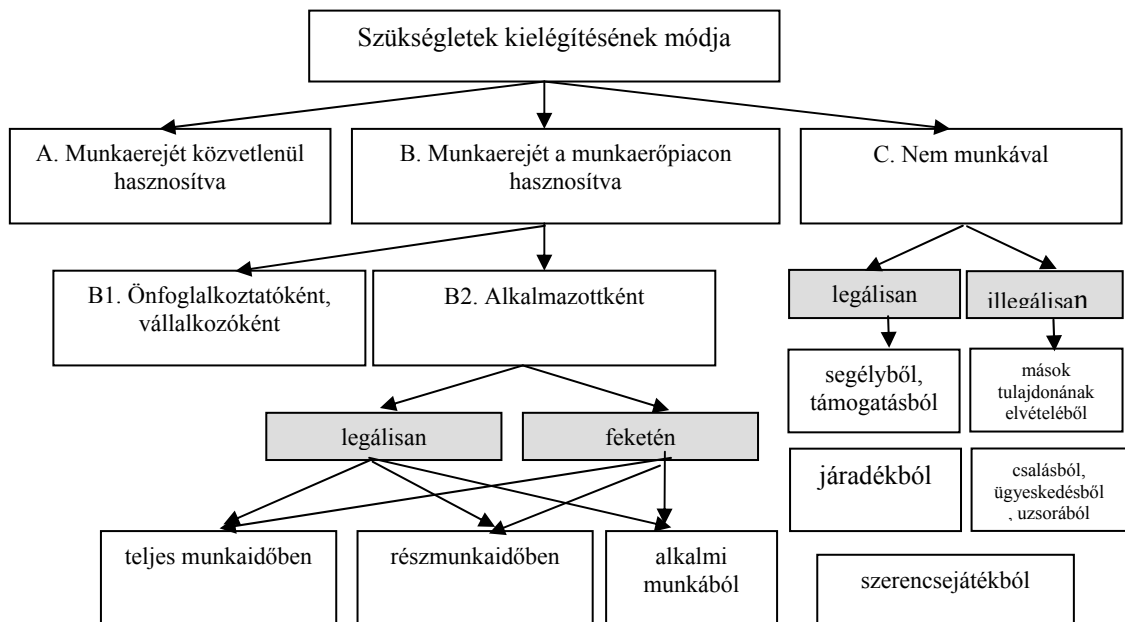 Szükségletek kielégítésének módja
A. Munkaerejét közvetlenül
hasznosítva
B. Munkaerejét a munkaerőpiacon
hasznosítva
C. Nem munkával
B1. Önfoglalkoztatóként,
vállalkozóként
B2. Alkalmazottként
legálisan
illegálisan
segélyből,
támogatásból
mások
tulajdonának
elvételéből
legálisan
feketén
járadékból
csalásból,
ügyeskedésből
, uzsorából
teljes munkaidőben
részmunkaidőben
alkalmi
munkából
szerencsejátékból